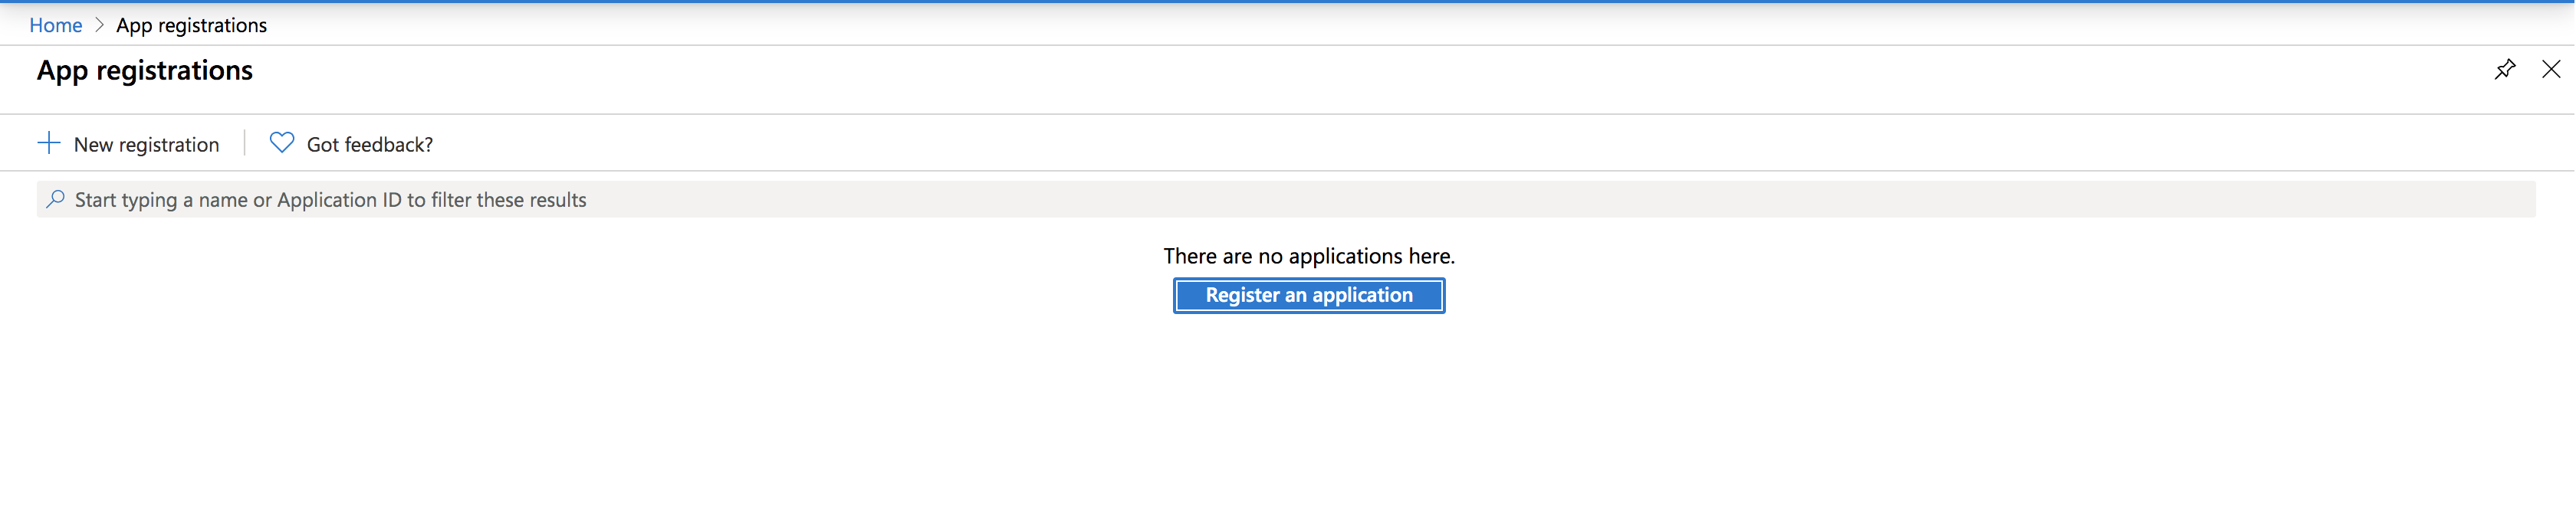 Home > App registrations
App registrations
New registration
Got feedback?
Start typing a name or Application ID to filter these results
There are no applications here.
Register an application